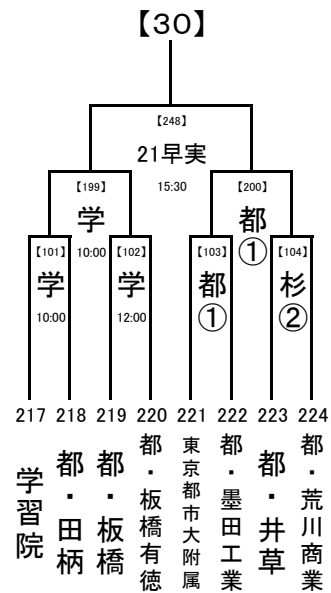 【30】
【248】
21早実
15:30
【199】
学
10:00
【200】
都
①
【101】
学
10:00
【102】
学
12:00
【103】
都
①
【104】
杉
②
217 218 219 220 221 222 223 224
学習院
都・田柄
都・板橋
都・板橋有徳
東京都市大附属
都・墨田工業
都・井草
都・荒川商業